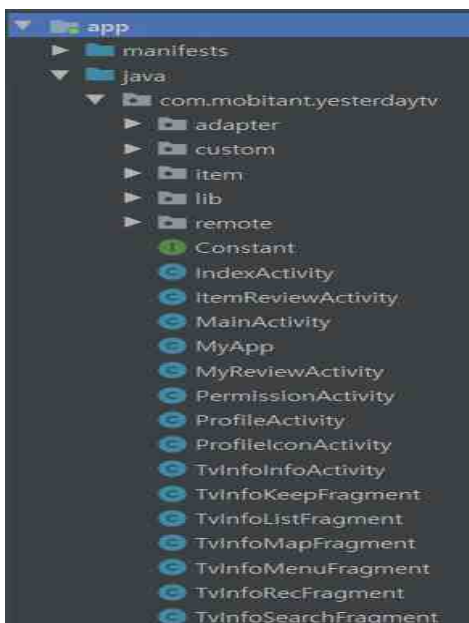 app
manifests
java
com.mobitant.yesterdaytv
adapter
custom
item
lib
remote
Constant
IndexActivity
ItemReviewActivity
MainActivity
MyApp
MyReviewActivity
PermissionActivity
ProfileActivity
ProfileIconActivity
TvInfoInfoActivity
TvInfoKeepFragment
TvInfoListFragment
TvInfoMapFragment
TvInfoMenuFragment
TvInfoRecFragment
TvInfoSearchFragment